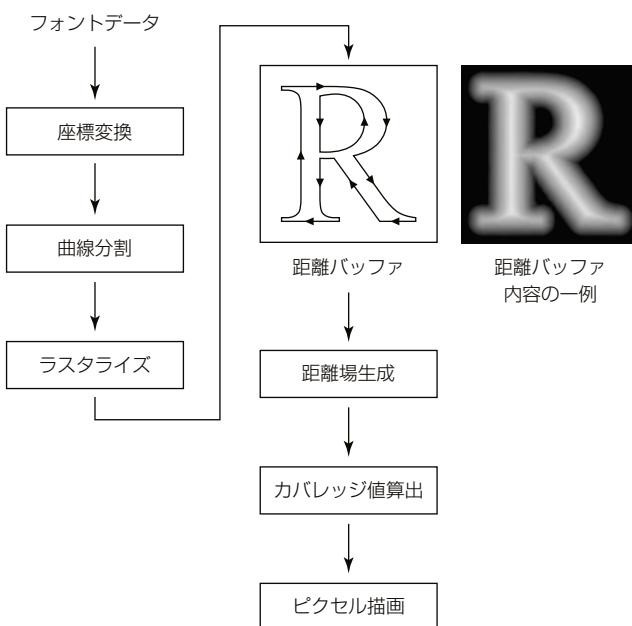 フォントデータ
座標変換
曲線分割
ラスタライズ
距離バッファ
距離バッファ
内容の一例
距離場生成
カバレッジ値算出
ピクセル描画
R
R